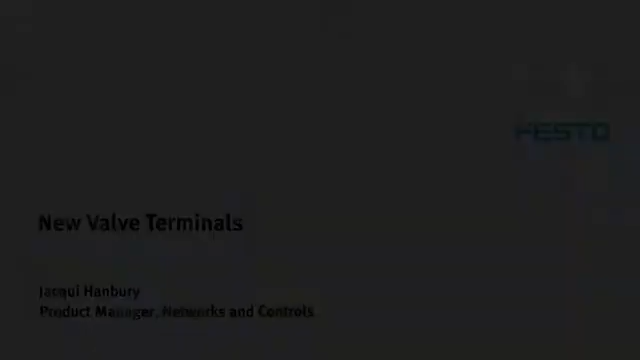 FESTO
New Valve Terminals
Jacqui Hanbury
Product Manager, Networks and Controls